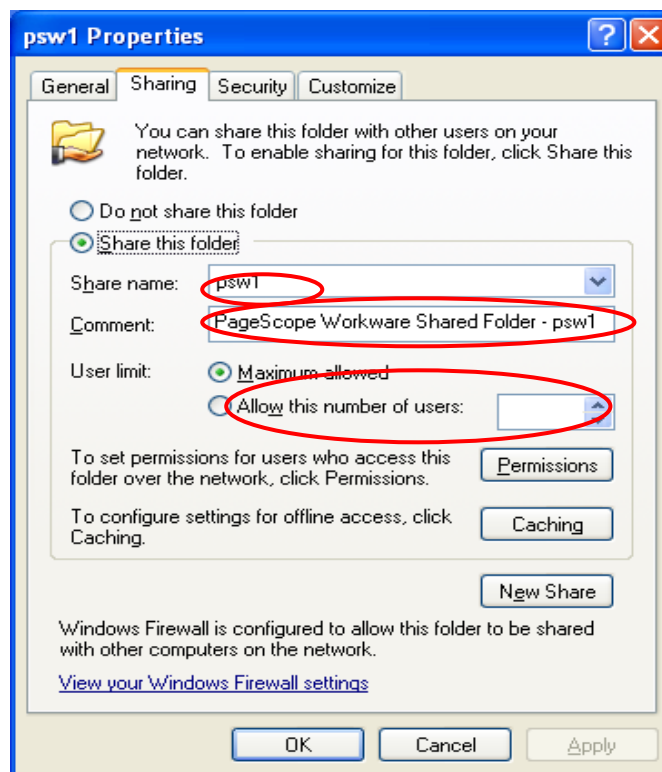 psw1 Properties
General Sharing Security Customize
You can share this folder with other users on your
network. To enable sharing for this folder, click Share this
folder.
Do not share this folder
Share this folder
Share name: psw1
Comment: PageScope Workware Shared Folder - psw1
User limit: Maximum allowed
Allow this number of users:
To set permissions for users who access this
folder over the network, click Permissions.
Permissions
To configure settings for offline access, click
Caching.
Caching
New Share
Windows Firewall is configured to allow this folder to be shared
with other computers on the network.
View your Windows Firewall settings
OK Cancel Apply